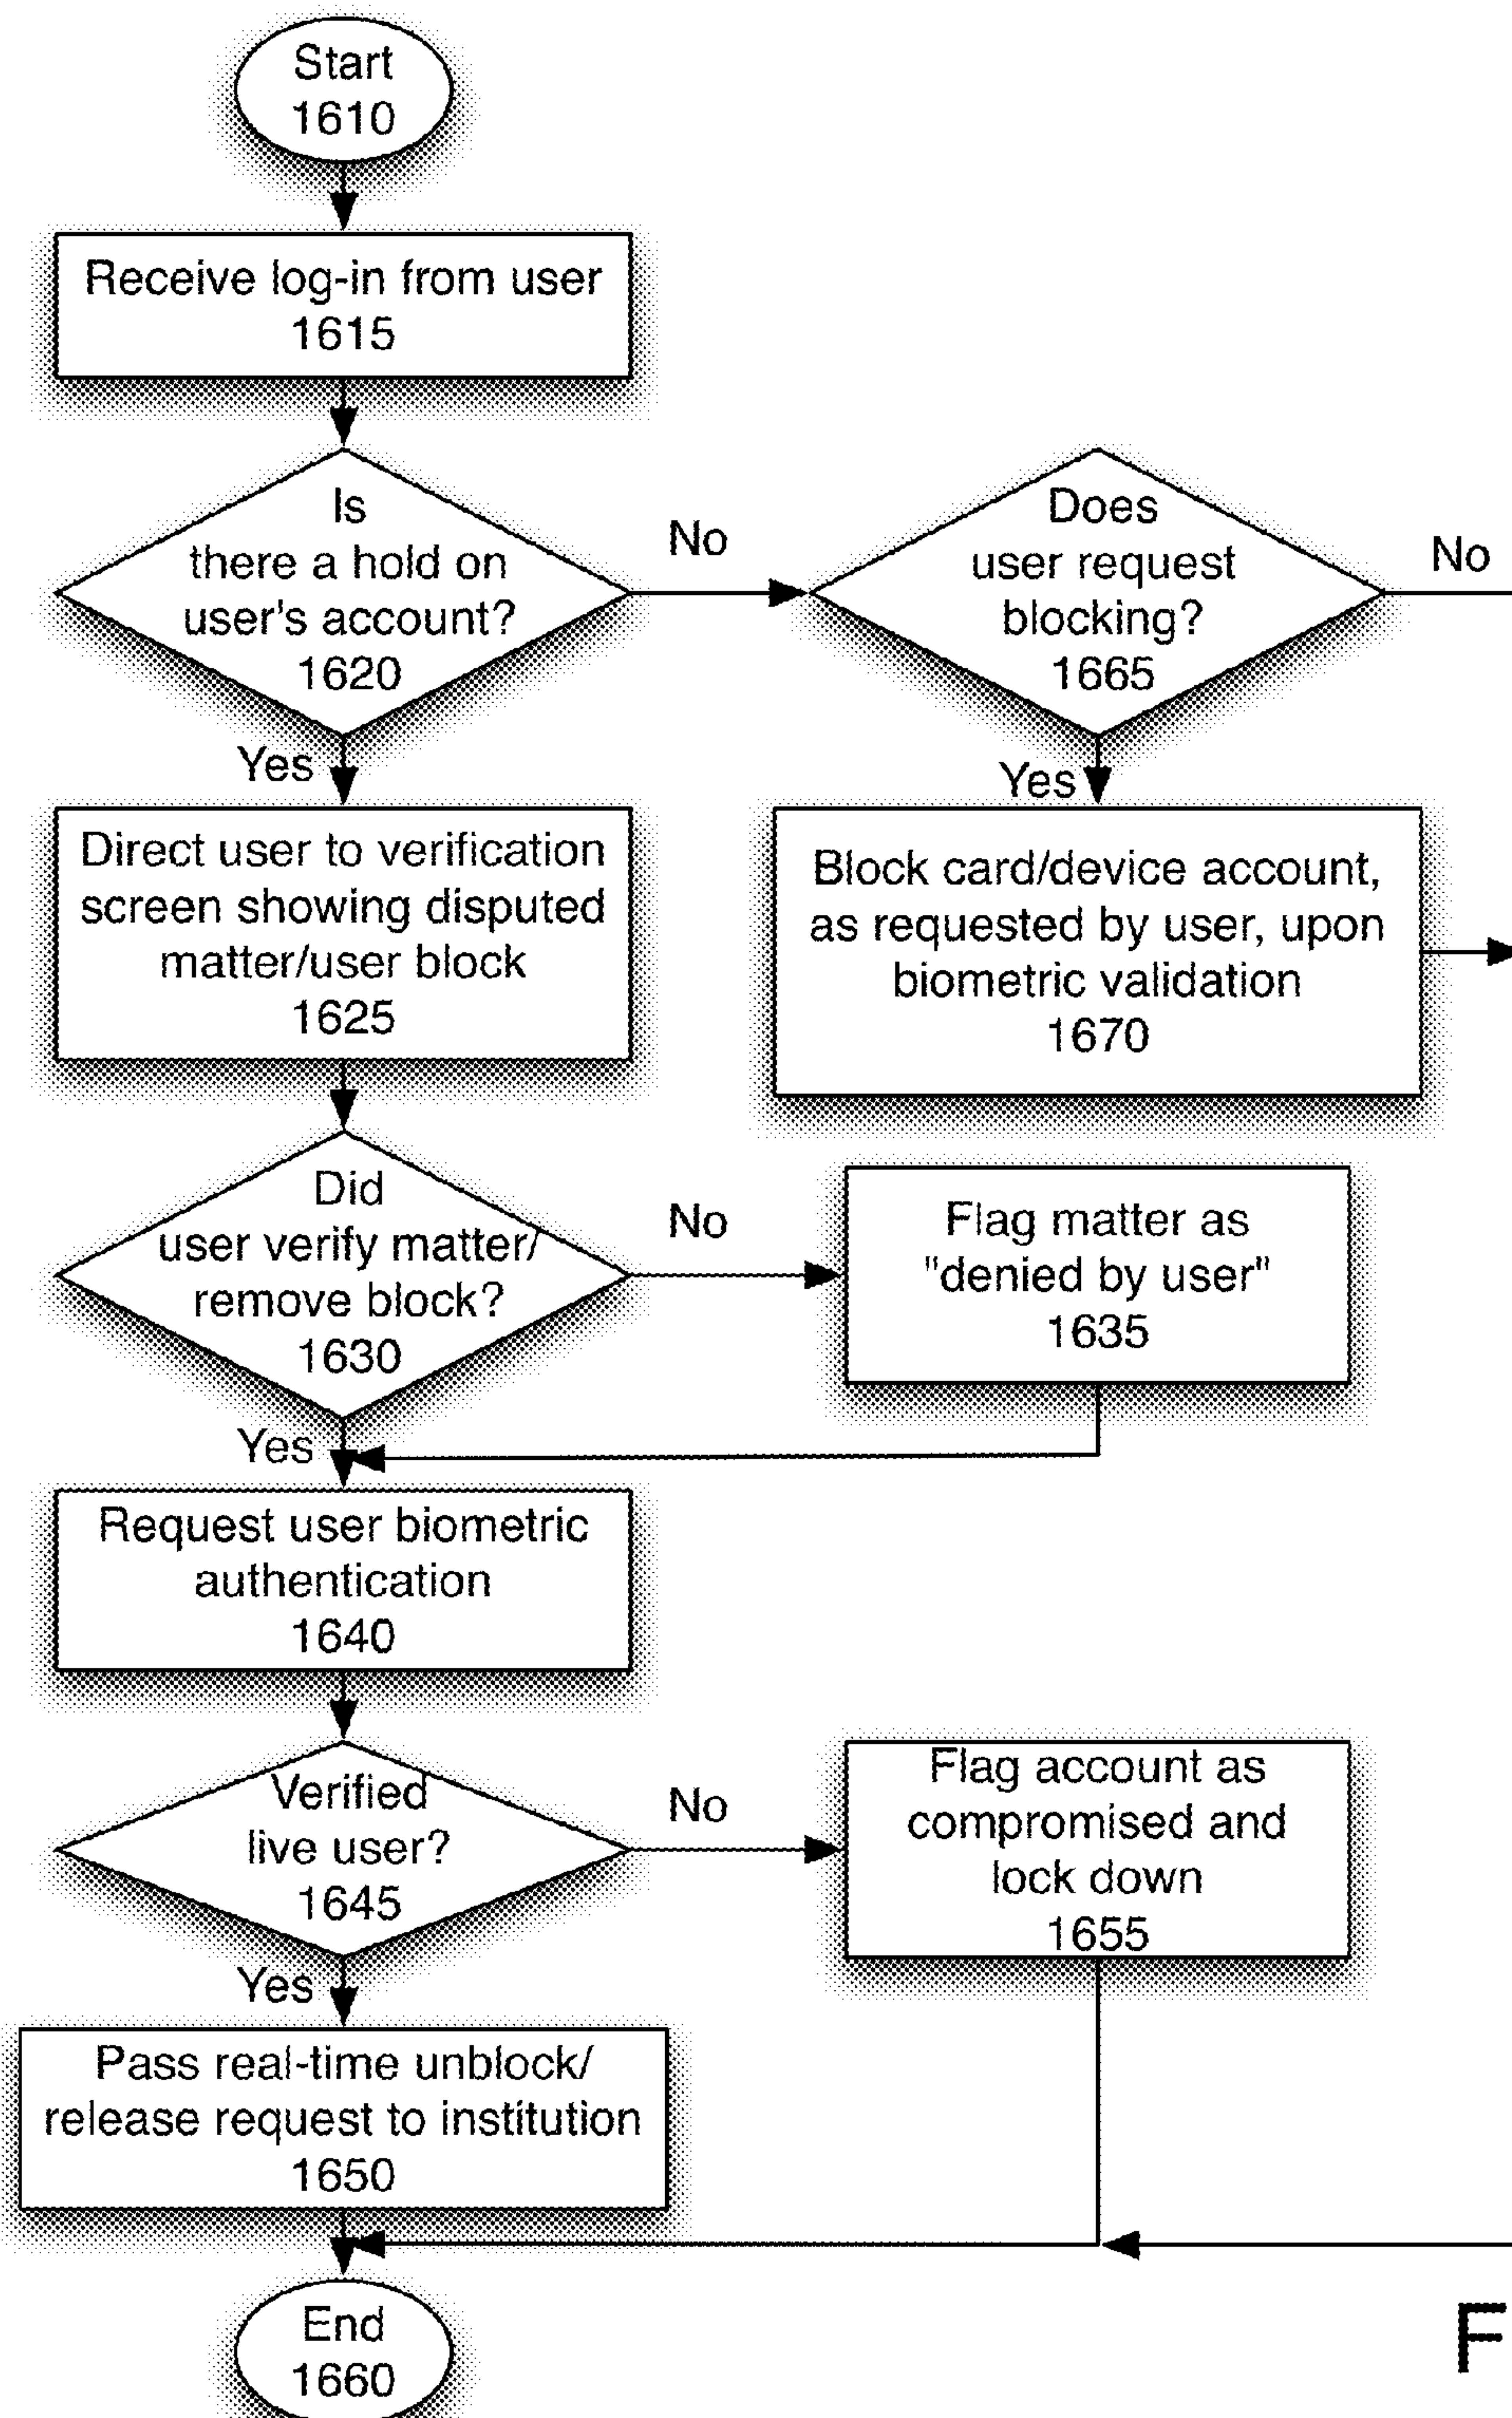 Start
1610
Receive log-in from user
1615
Is
there a hold on
user's account?
1620
No
Does
user request
blocking?
1665
No
Yes
Direct user to verification
screen showing disputed
matter/user block
1625
Yes
Block card/device account,
as requested by user, upon
biometric validation
1670
Did
user verify matter/
remove block?
1630
No
Flag matter as
"denied by user"
1635
Yes
Request user biometric
authentication
1640
Verified
live user?
1645
No
Flag account as
compromised and
lock down
1655
Yes
Pass real-time unblock/
release request to institution
1650
End
1660
F